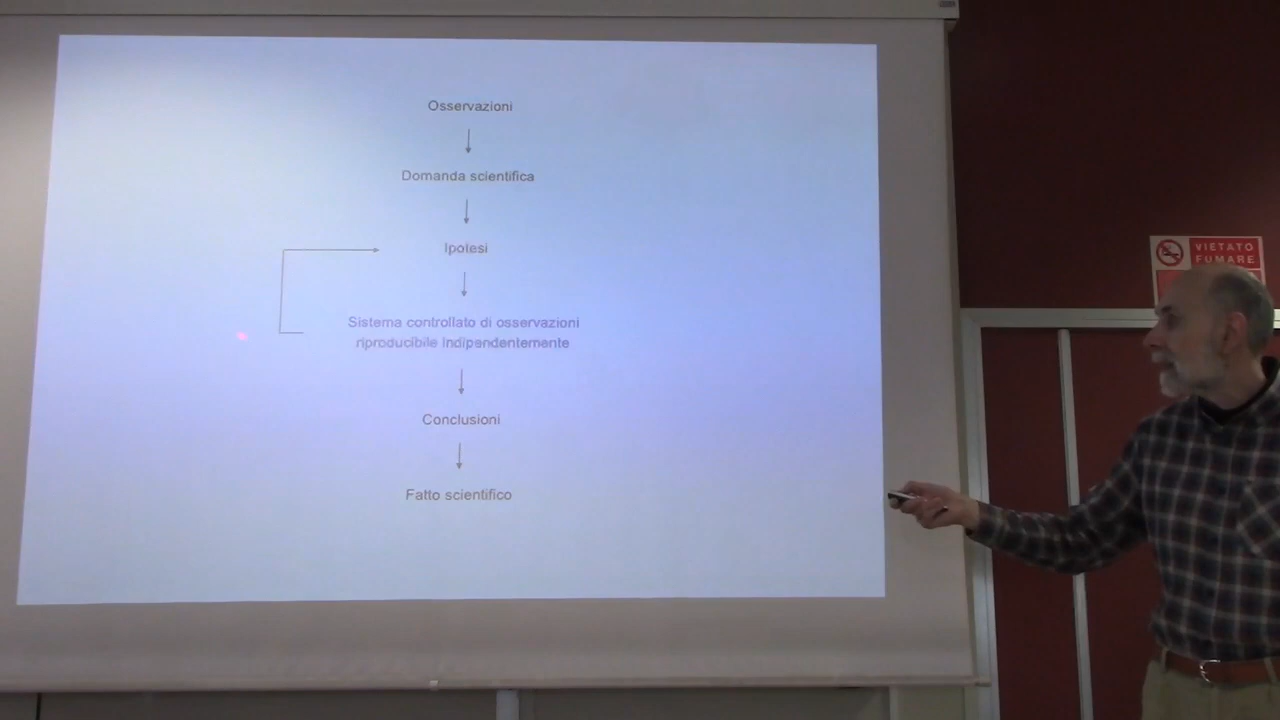 Osservazioni
Domanda scientifica
Ipotesi
Sistema controllato di osservazioni
riproducibile indipendentemente
Conclusioni
Fatto scientifico
VIETATO
FUMARE